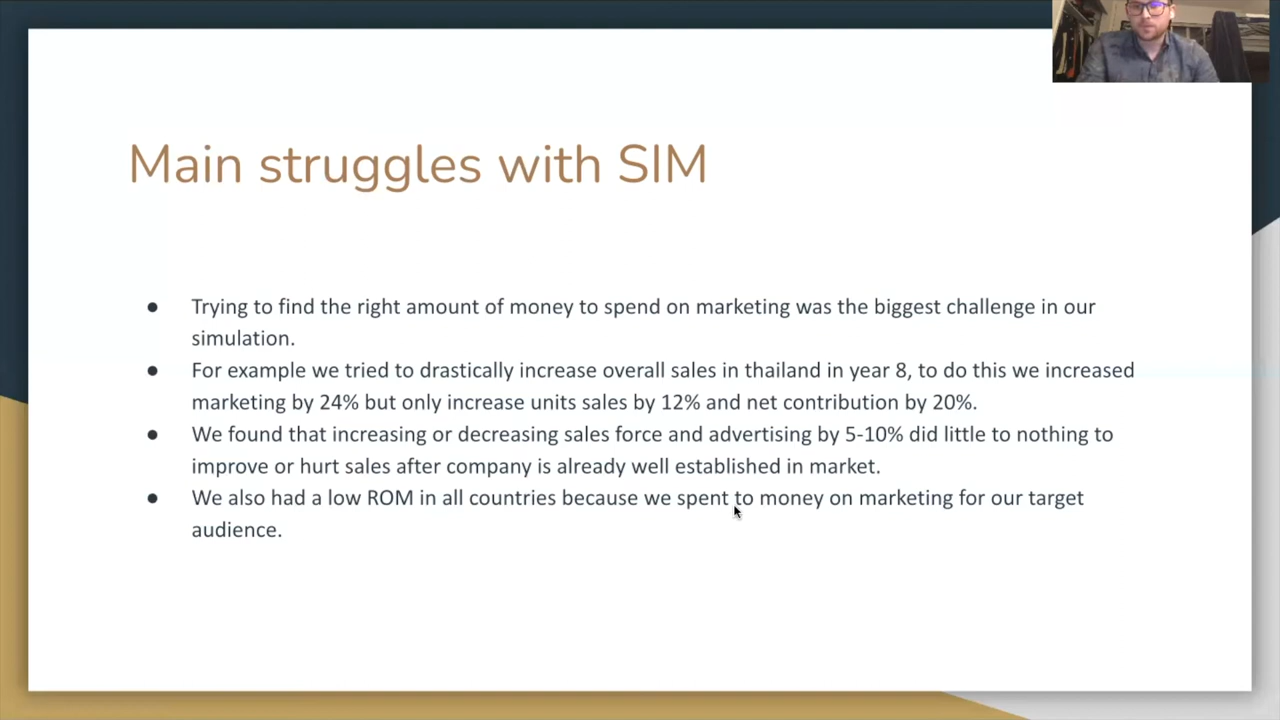 Main struggles with SIM
● Trying to find the right amount of money to spend on marketing was the biggest challenge in our
simulation.
● For example we tried to drastically increase overall sales in thailand in year 8, to do this we increased
marketing by 24% but only increase units sales by 12% and net contribution by 20%.
● We found that increasing or decreasing sales force and advertising by 5-10% did little to nothing to
improve or hurt sales after company is already well established in market.
● We also had a low ROM in all countries because we spent to money on marketing for our target
audience.